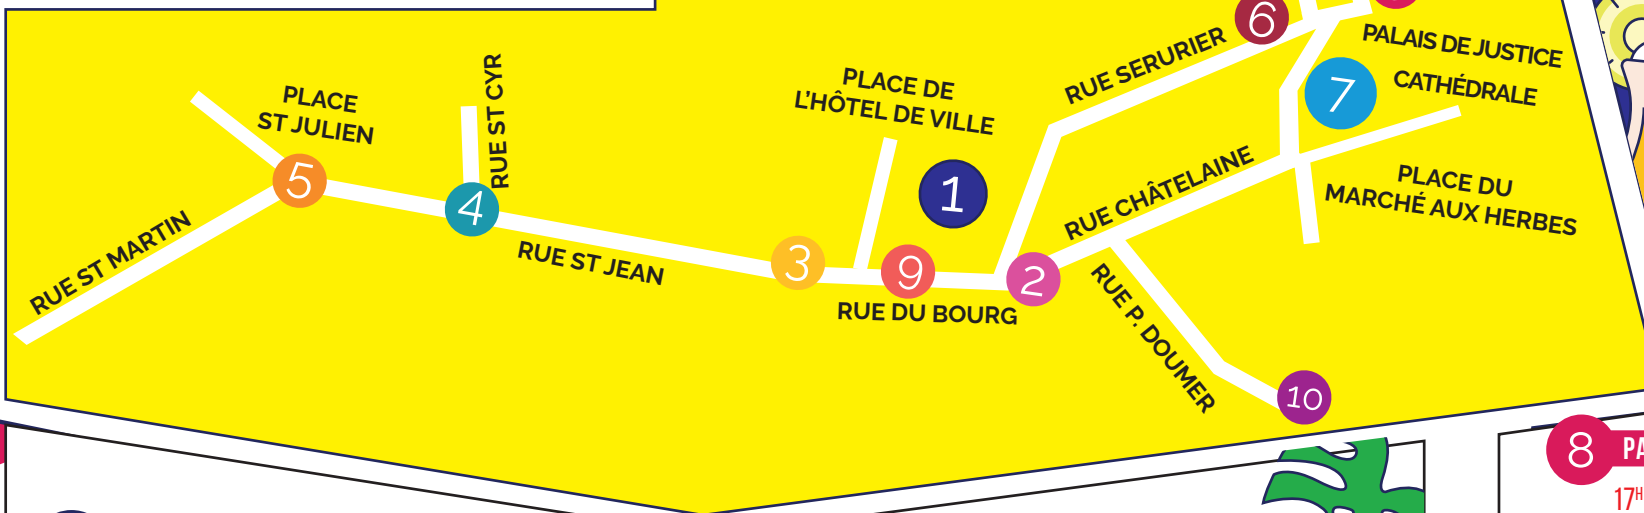 6
PALAIS DE JUSTICE
RUE SERURIER
7
CATHÉDRALE
PLACE
ST JULIEN
RUE ST CYR
PLACE DE
L'HÔTEL DE VILLE
5
4
1
RUE CHÂTELAINE
PLACE DU
MARCHÉ AUX HERBES
RUE ST MARTIN
RUE ST JEAN
3
9
2
RUE DU BOURG
RUE P. DOUMER
10
8 PA
17H